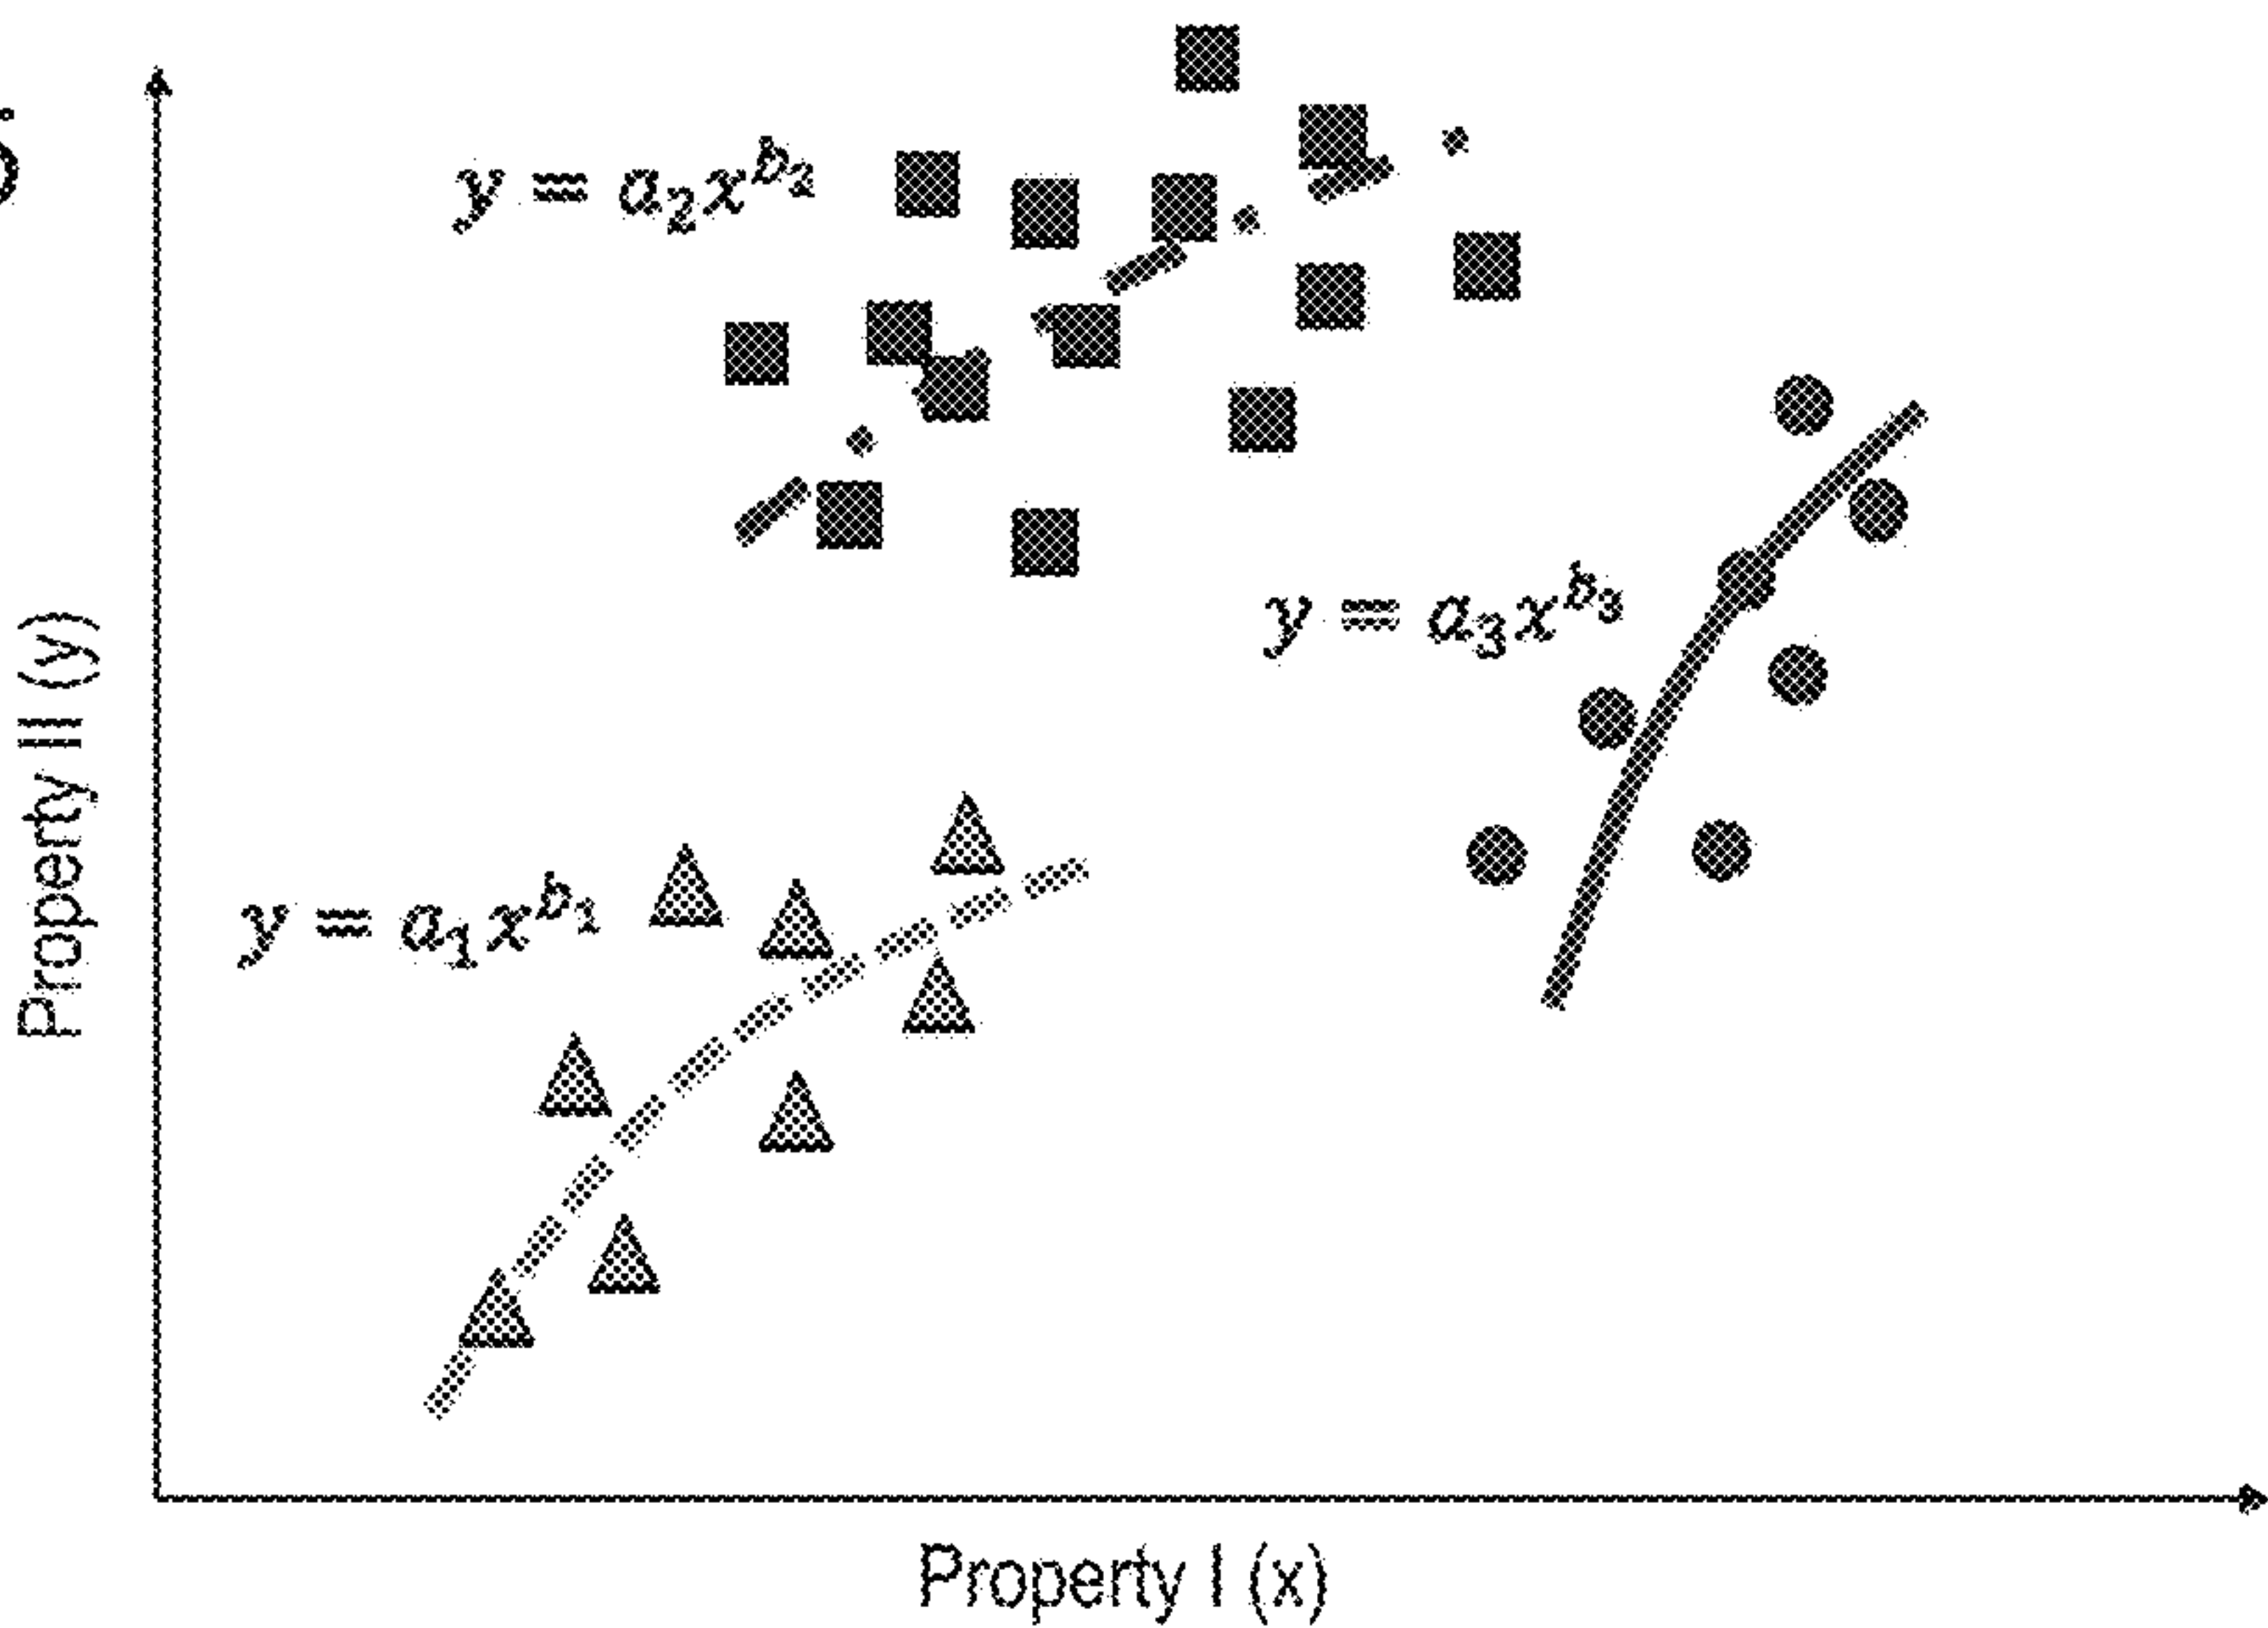 y = a₂x^b₂
y = a₃x^b₃
y = a₁x^b₁
Property II (y)
Property I (x)